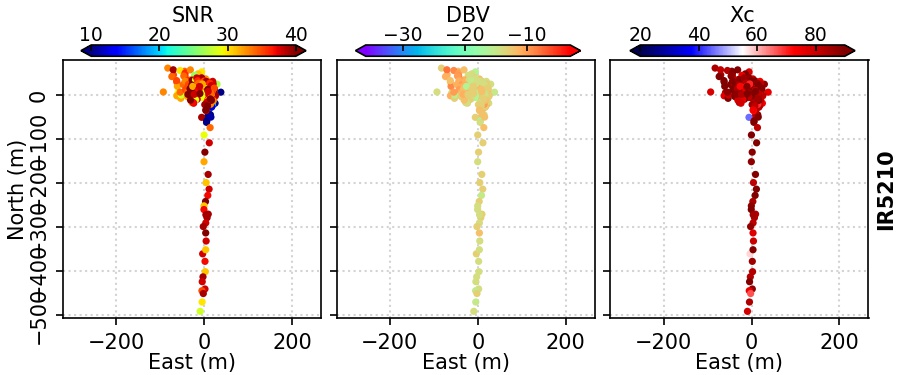 SNR DBV Xc
10 20 30 40 −30 −20 −10 20 40 60 80
North (m)
0
−100
−200
−300
−400
−500
IR5210
−200 0 200 −200 0 200 −200 0 200
East (m) East (m) East (m)